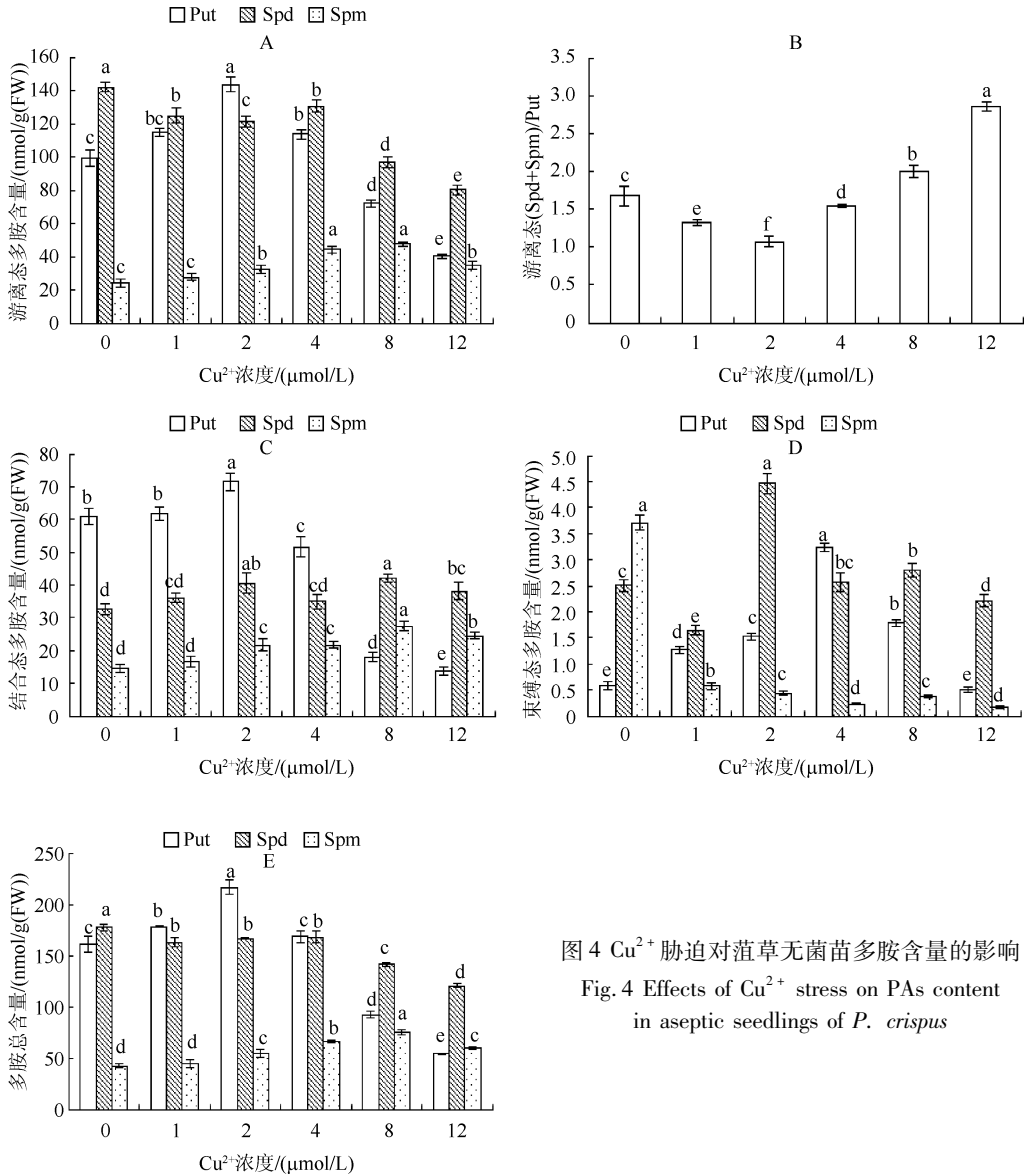 Put Spd Spm
A
游离态多胺含量/(nmol/g(FW))
160
140
120
100
80
60
40
20
0
c a c
bc b c
a c b
b b a
d d a
c e b
0 1 2 4 8 12
Cu²⁺浓度/(μmol/L)
B
游离态(Spd+Spm)/Put
3.5
3.0
2.5
2.0
1.5
1.0
0.5
0
c e f d b a
0 1 2 4 8 12
Cu²⁺浓度/(μmol/L)
Put Spd Spm
C
结合态多胺含量/(nmol/g(FW))
80
70
60
50
40
30
20
10
0
b d d
b cd d
a ab c
c cd c
d a a
e bc b
0 1 2 4 8 12
Cu²⁺浓度/(μmol/L)
Put Spd Spm
D
束缚态多胺含量/(nmol/g(FW))
5.0
4.5
4.0
3.5
3.0
2.5
2.0
1.5
1.0
0.5
0
e c a
d e b
c a c
a bc d
b b c
e d d
0 1 2 4 8 12
Cu²⁺浓度/(μmol/L)
Put Spd Spm
E
多胺总含量/(nmol/g(FW))
250
200
150
100
50
0
c a d
b b d
a b c
c b b
d c a
e d c
0 1 2 4 8 12
Cu²⁺浓度/(μmol/L)
图 4 Cu²⁺胁迫对菹草无菌苗多胺含量的影响
Fig. 4 Effects of Cu²⁺ stress on PAs content
in aseptic seedlings of P. crispus